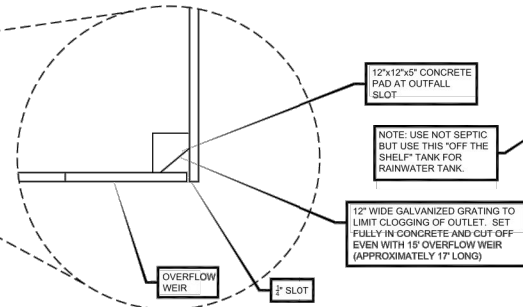 12"x12"x5" CONCRETE
PAD AT OUTFALL
SLOT
NOTE: USE NOT SEPTIC
BUT USE THIS "OFF THE
SHELF" TANK FOR
RAINWATER TANK.
12" WIDE GALVANIZED GRATING TO
LIMIT CLOGGING OF OUTLET. SET
FULLY IN CONCRETE AND CUT OFF
EVEN WITH 15' OVERFLOW WEIR
(APPROXIMATELY 17' LONG)
OVERFLOW
WEIR
" SLOT